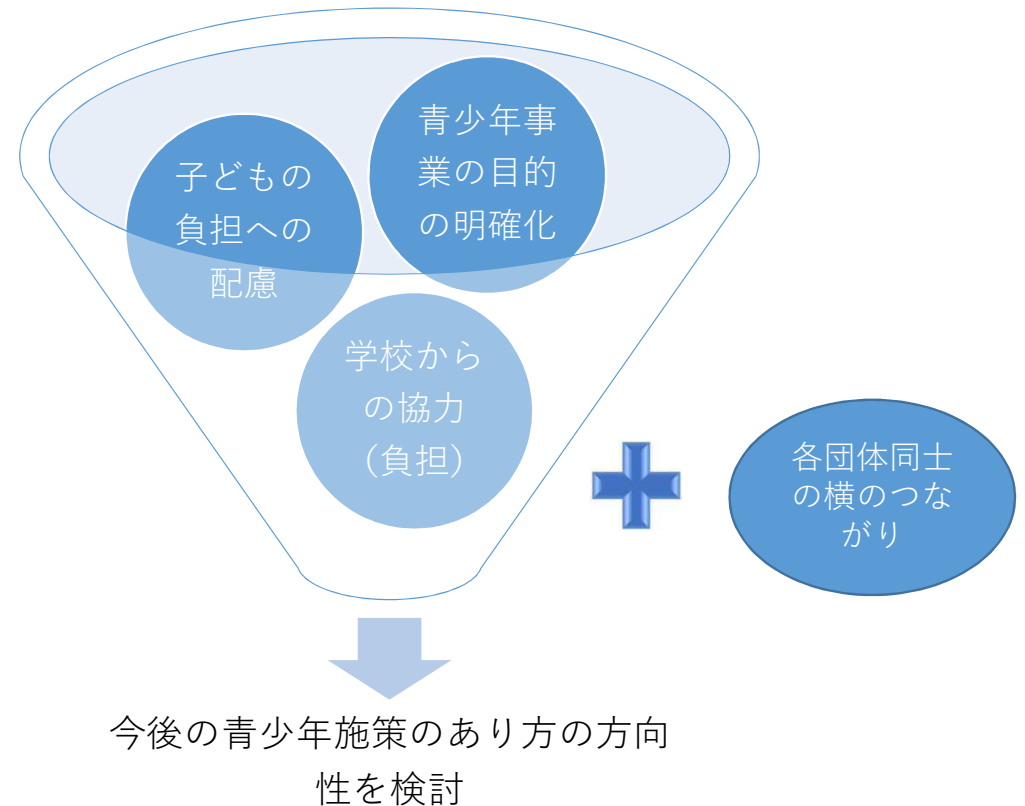 青少年事
業の目的
の明確化
子どもの
負担への
配慮
学校から
の協力
（負担）
各団体同士
の横のつな
がり
今後の青少年施策のあり方の方向
性を検討